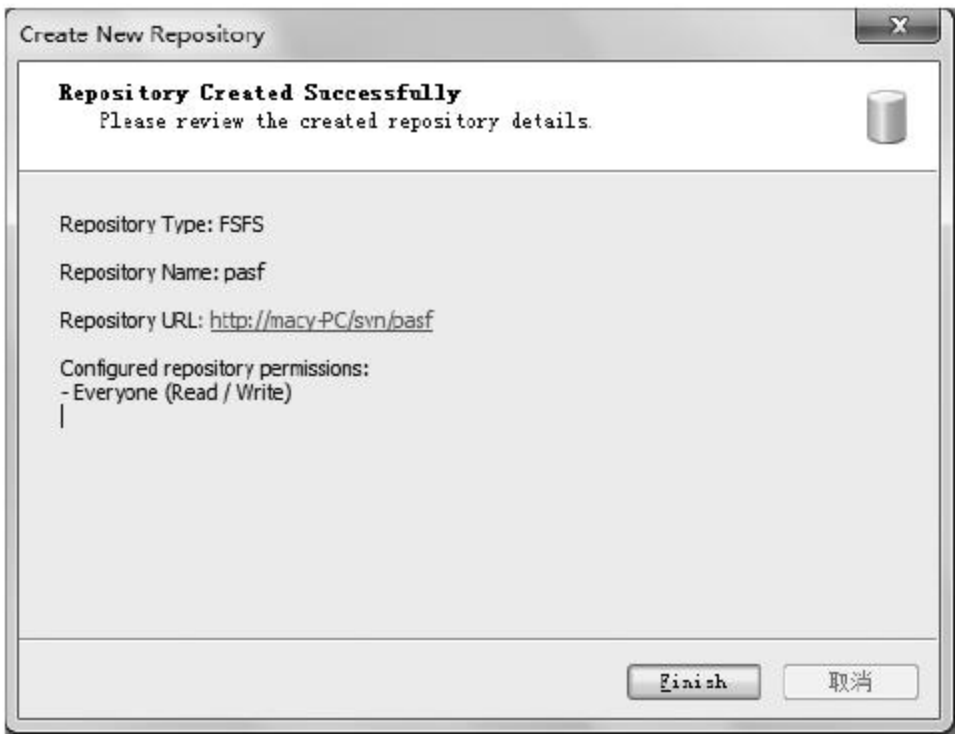 Create New Repository
X
Repository Created Successfully
Please review the created repository details.
Repository Type: FSFS
Repository Name: pasf
Repository URL: http://macy-PC/svn/pasf
Configured repository permissions:
- Everyone (Read / Write)
Finish
取消